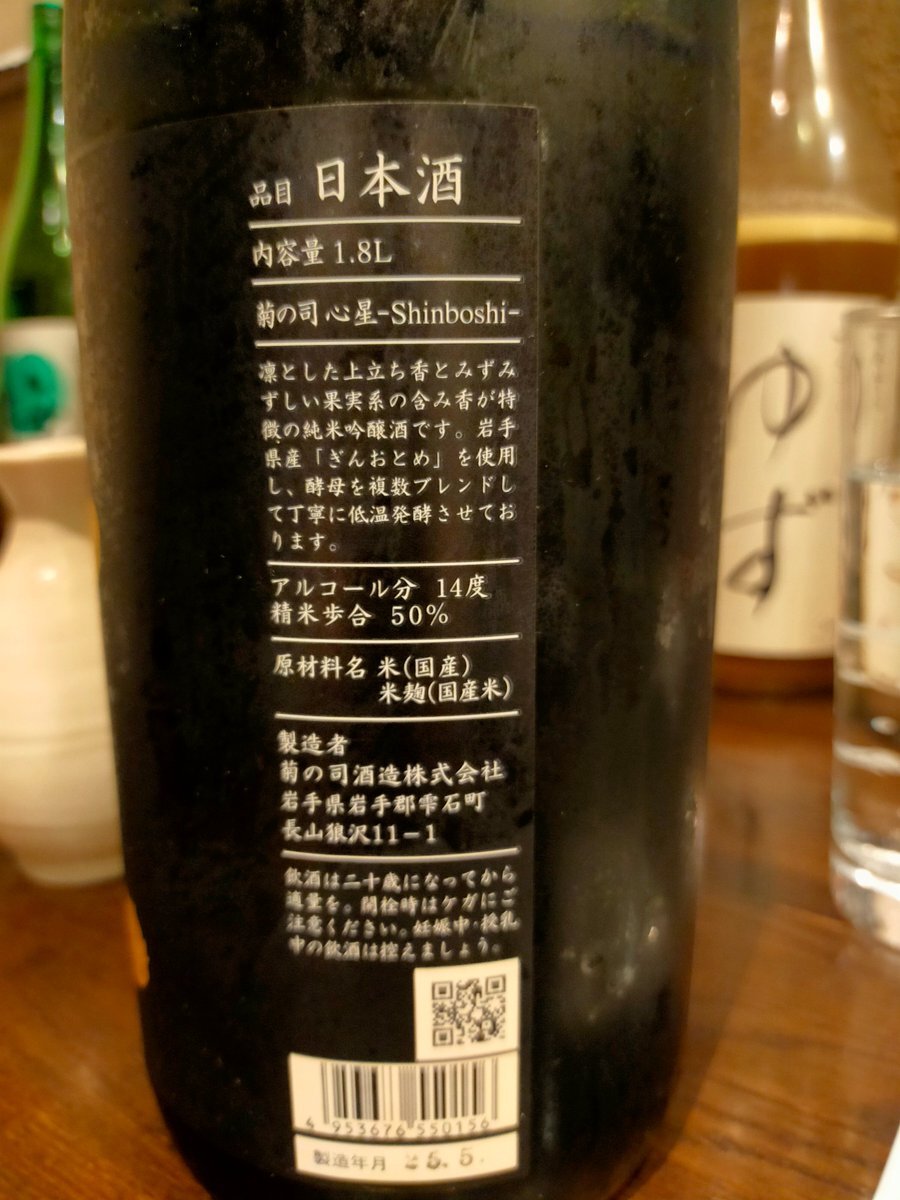 品目 日本酒
内容量 1.8L
菊の司 心星-Shinboshi-
凛とした上立ち香とみずみ
ずしい果実系の含み香が特
徴の純米吟醸酒です。岩手
県産「ぎんおとめ」を使用
し、酵母を複数ブレンドし
て丁寧に低温発酵させてお
ります。
アルコール分 14度
精米歩合 50%
原材料名 米(国産)
米麹(国産米)
製造者
菊の司酒造株式会社
岩手県岩手郡雫石町
長山狼沢11-1
飲酒は二十歳になってから
適量を。開栓時はケガにご
注意ください。妊娠中・授乳
中の飲酒は控えましょう。
4 953676 550156
製造年月 25.5.
ゆず